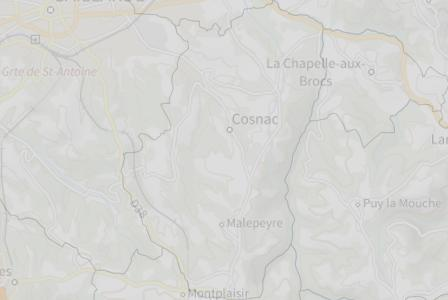 Grte de St-Antoine
La Chapelle-aux-
Brocs
Cosnac
D38
Puy la Mouche
Malepeyre
Montplaisir